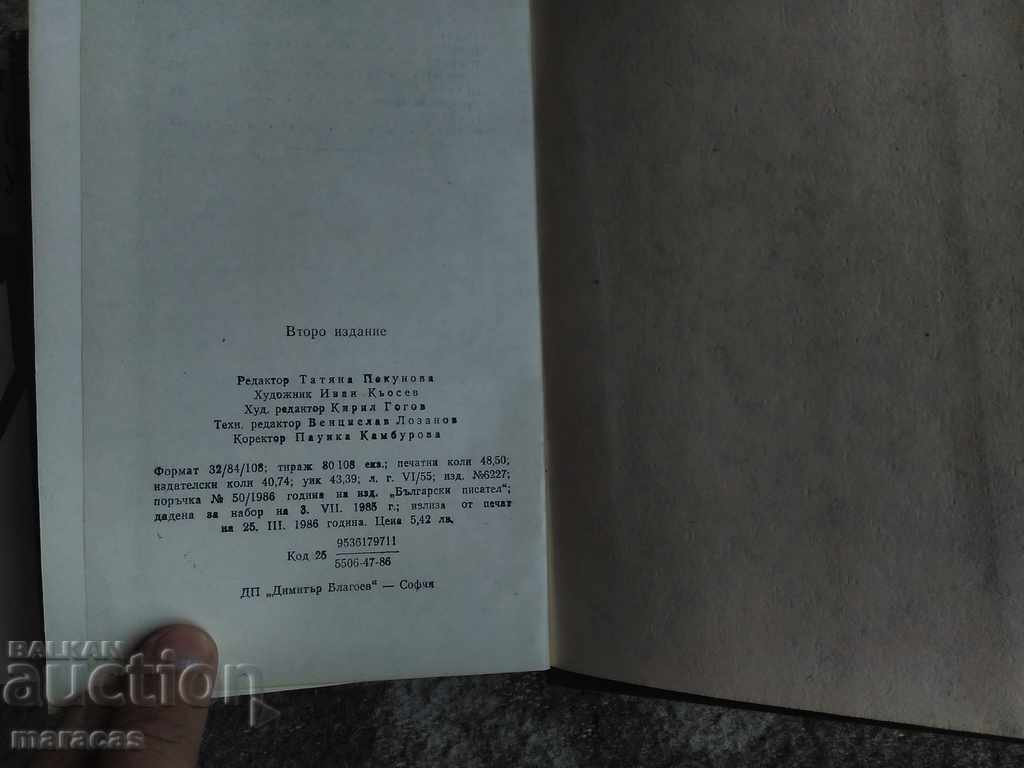 Второ издание
Редактор Татяна Пекунова
Художник Иван Кьосев
Худ. редактор Кирил Гогов
Техн. редактор Венцислав Лозанов
Коректор Паунка Камбурова
Формат 32/84/108; тираж 80108 екз.; печатни коли 48,50;
издателски коли 40,74; уик 43,39; л. г. VI/55; изд. №6227;
поръчка № 50/1986 година на изд. „Български писател“;
дадена за набор на 3. VII. 1985 г.; излиза от печат
на 25. III. 1986 година. Цена 5,42 лв.
Код 25 9536179711
5506-47-86
ДП „Димитър Благоев“ — София
BALKAN
auction
maracas